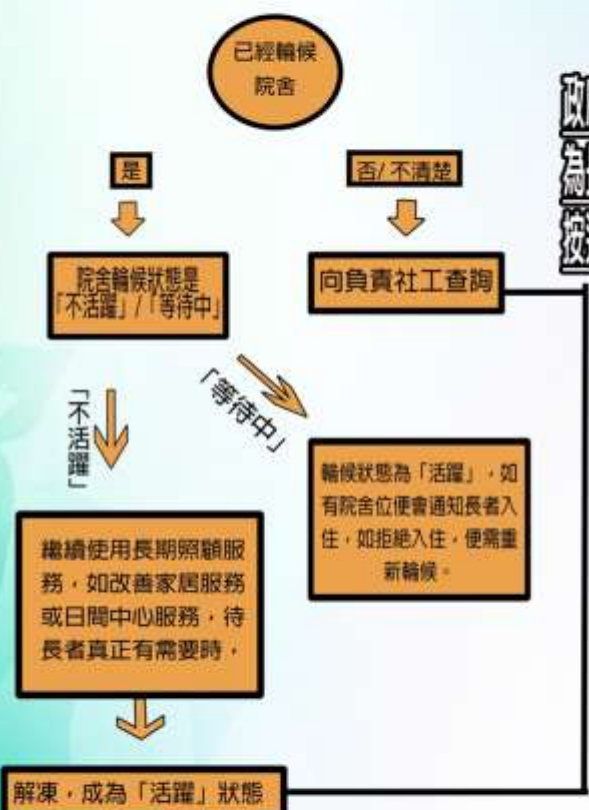 已經輪候
院舍
是
否/ 不清楚
院舍輪候狀態是
「不活躍」/「等待中」
向負責社工查詢
「不活躍」
「等待中」
輪候狀態為「活躍」，如
有院舍位便會通知長者入
住，如拒絕入住，便需重
新輪候。
繼續使用長期照顧服
務，如改善家居服務
或日間中心服務，待
長者真正有需要時，
解凍，成為「活躍」狀態
為
按